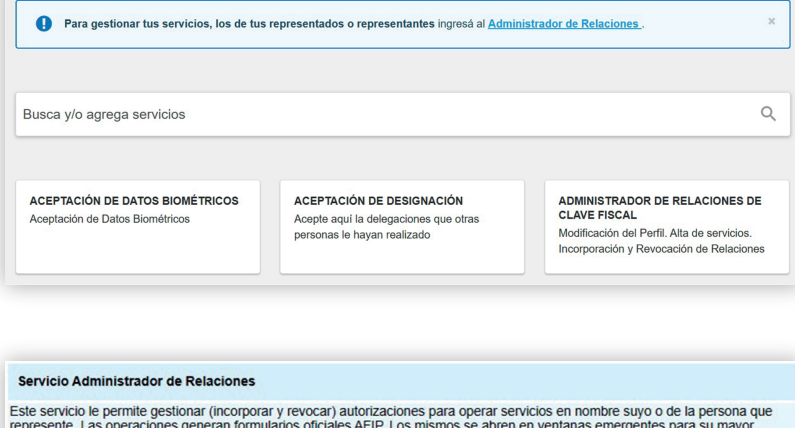 Para gestionar tus servicios, los de tus representados o representantes ingresá al Administrador de Relaciones .
Busca y/o agrega servicios
ACEPTACIÓN DE DATOS BIOMÉTRICOS
Aceptación de Datos Biométricos
ACEPTACIÓN DE DESIGNACIÓN
Acepte aquí la delegaciones que otras
personas le hayan realizado
ADMINISTRADOR DE RELACIONES DE
CLAVE FISCAL
Modificación del Perfil. Alta de servicios.
Incorporación y Revocación de Relaciones
Servicio Administrador de Relaciones
Este servicio le permite gestionar (incorporar y revocar) autorizaciones para operar servicios en nombre suyo o de la persona que
represente. Las operaciones generan formularios oficiales AFIP. Los mismos se abren en ventanas emergentes para su mayor